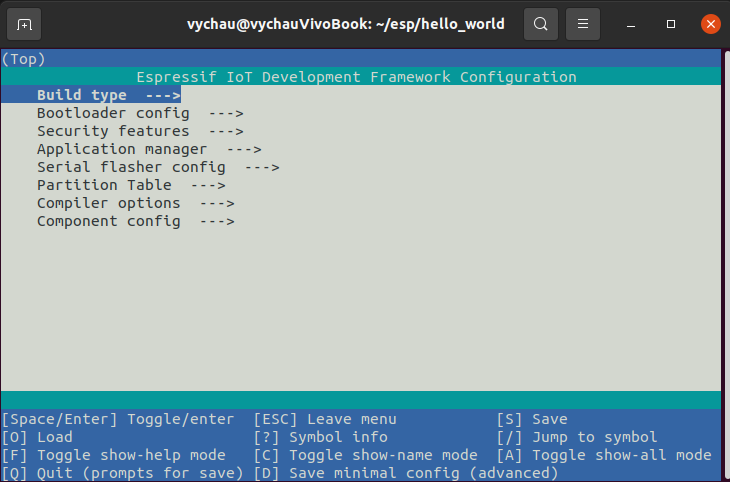 vychau@vychauVivoBook: ~/esp/hello_world
(Top)
Espressif IoT Development Framework Configuration
Build type  --->
Bootloader config  --->
Security features  --->
Application manager  --->
Serial flasher config  --->
Partition Table  --->
Compiler options  --->
Component config  --->
[Space/Enter] Toggle/enter  [ESC] Leave menu           [S] Save
[O] Load                    [?] Symbol info            [/] Jump to symbol
[F] Toggle show-help mode   [C] Toggle show-name mode  [A] Toggle show-all mode
[Q] Quit (prompts for save) [D] Save minimal config (advanced)